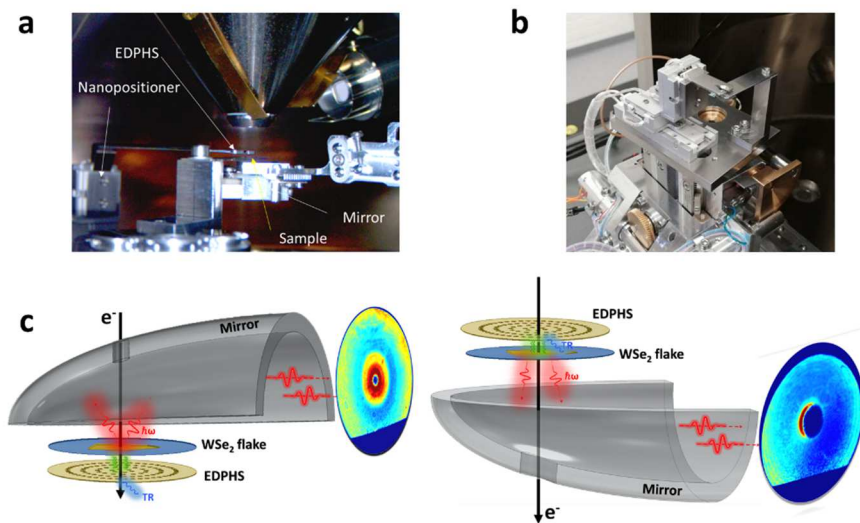 a
EDPHS
Nanopositioner
Mirror
Sample
b
c
e-
Mirror
ħω
WSe₂ flake
EDPHS
TR
EDPHS
TR
WSe₂ flake
ħω
Mirror
e-